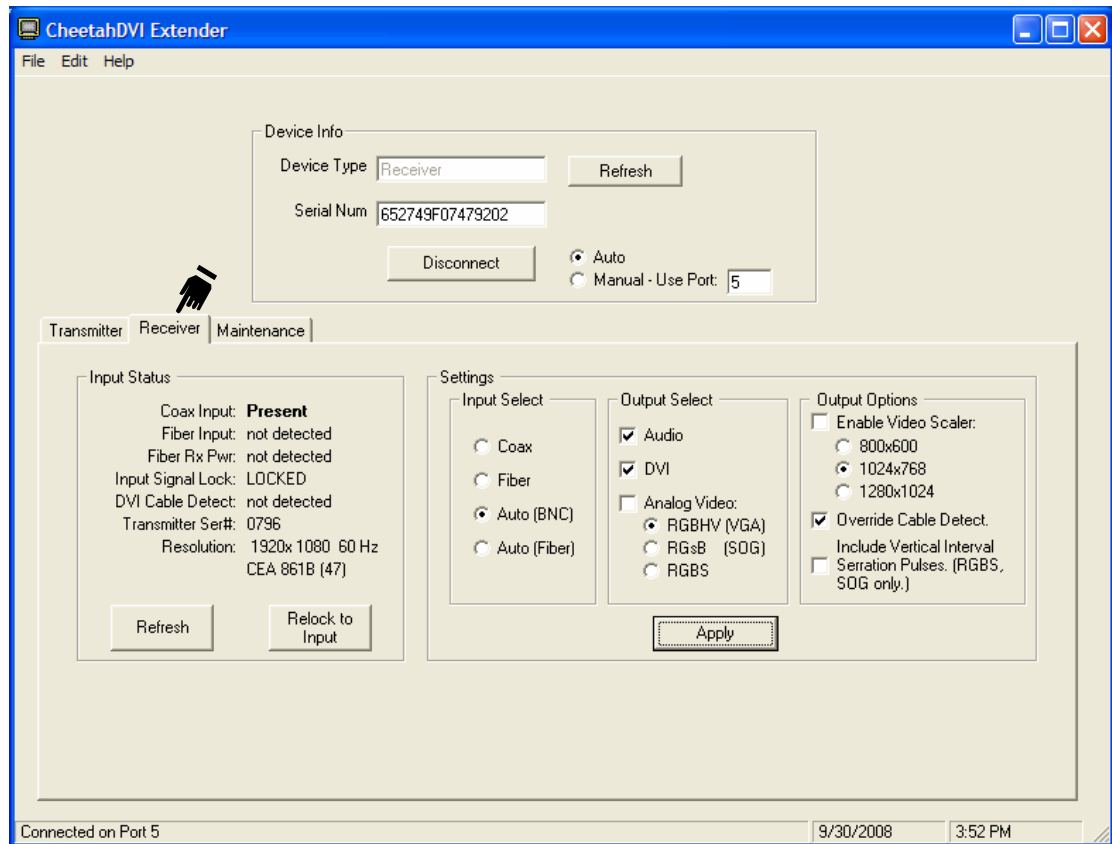 CheetahDVI Extender
File Edit Help
Device Info
Device Type Receiver Refresh
Serial Num 652749F07479202
Disconnect
Auto
Manual - Use Port: 5
Transmitter Receiver Maintenance
Input Status
Coax Input: Present
Fiber Input: not detected
Fiber Rx Pwr: not detected
Input Signal Lock: LOCKED
DVI Cable Detect: not detected
Transmitter Ser#: 0796
Resolution: 1920x 1080 60 Hz
CEA 861B (47)
Refresh
Relock to
Input
Settings
Input Select
Coax
Fiber
Auto (BNC)
Auto (Fiber)
Output Select
Audio
DVI
Analog Video:
RGBHV (VGA)
RGsB (SOG)
RGBS
Output Options
Enable Video Scaler:
800x600
1024x768
1280x1024
Override Cable Detect.
Include Vertical Interval
Serration Pulses. (RGBS,
SOG only.)
Apply
Connected on Port 5 9/30/2008 3:52 PM